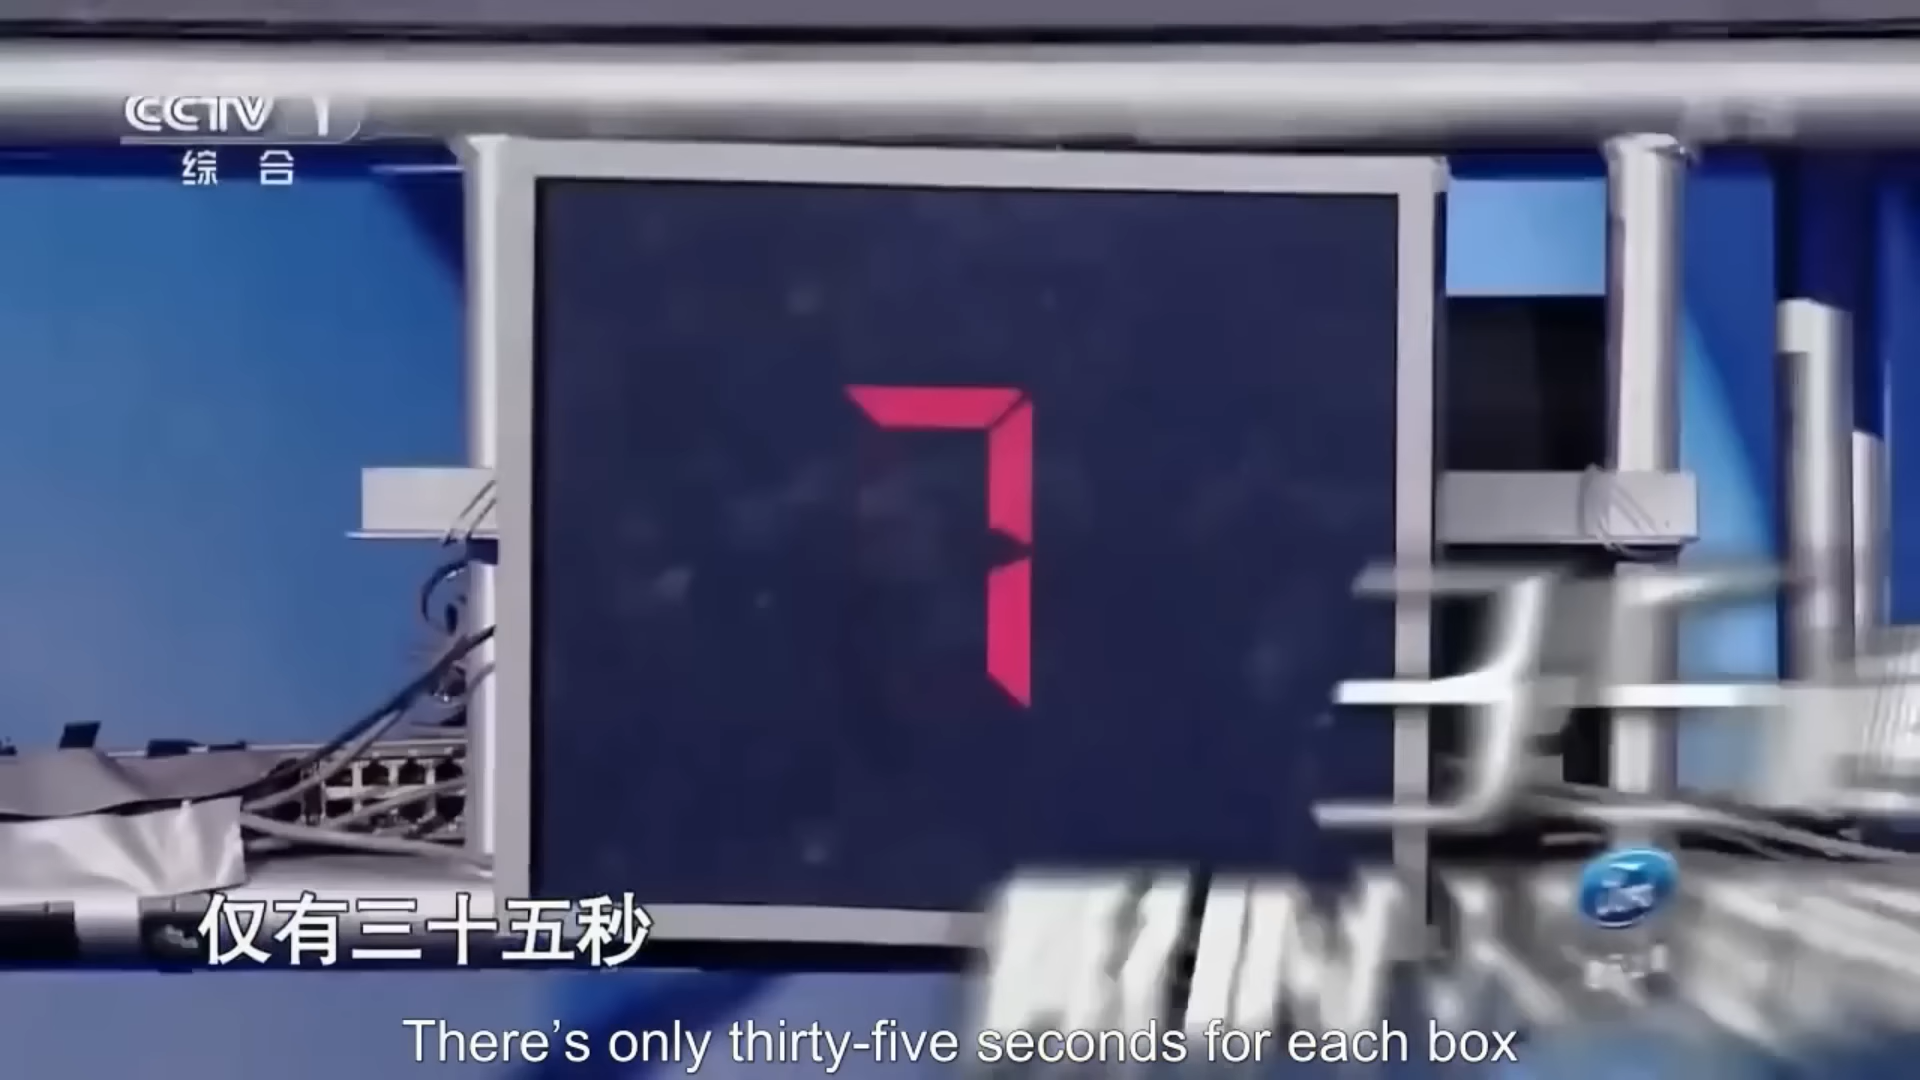 CCTV 1
综 合
7
仅有三十五秒
There's only thirty-five seconds for each box